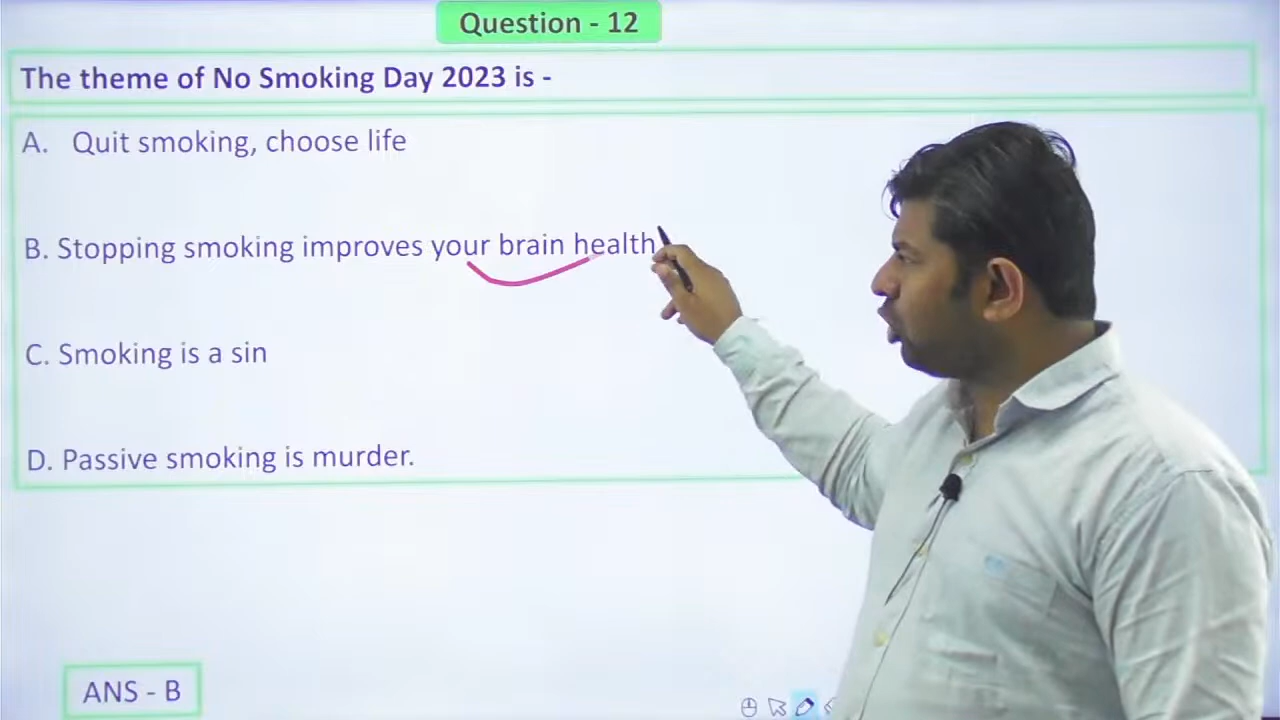 Question - 12
The theme of No Smoking Day 2023 is -
A. Quit smoking, choose life
B. Stopping smoking improves your brain health
C. Smoking is a sin
D. Passive smoking is murder.
ANS - B